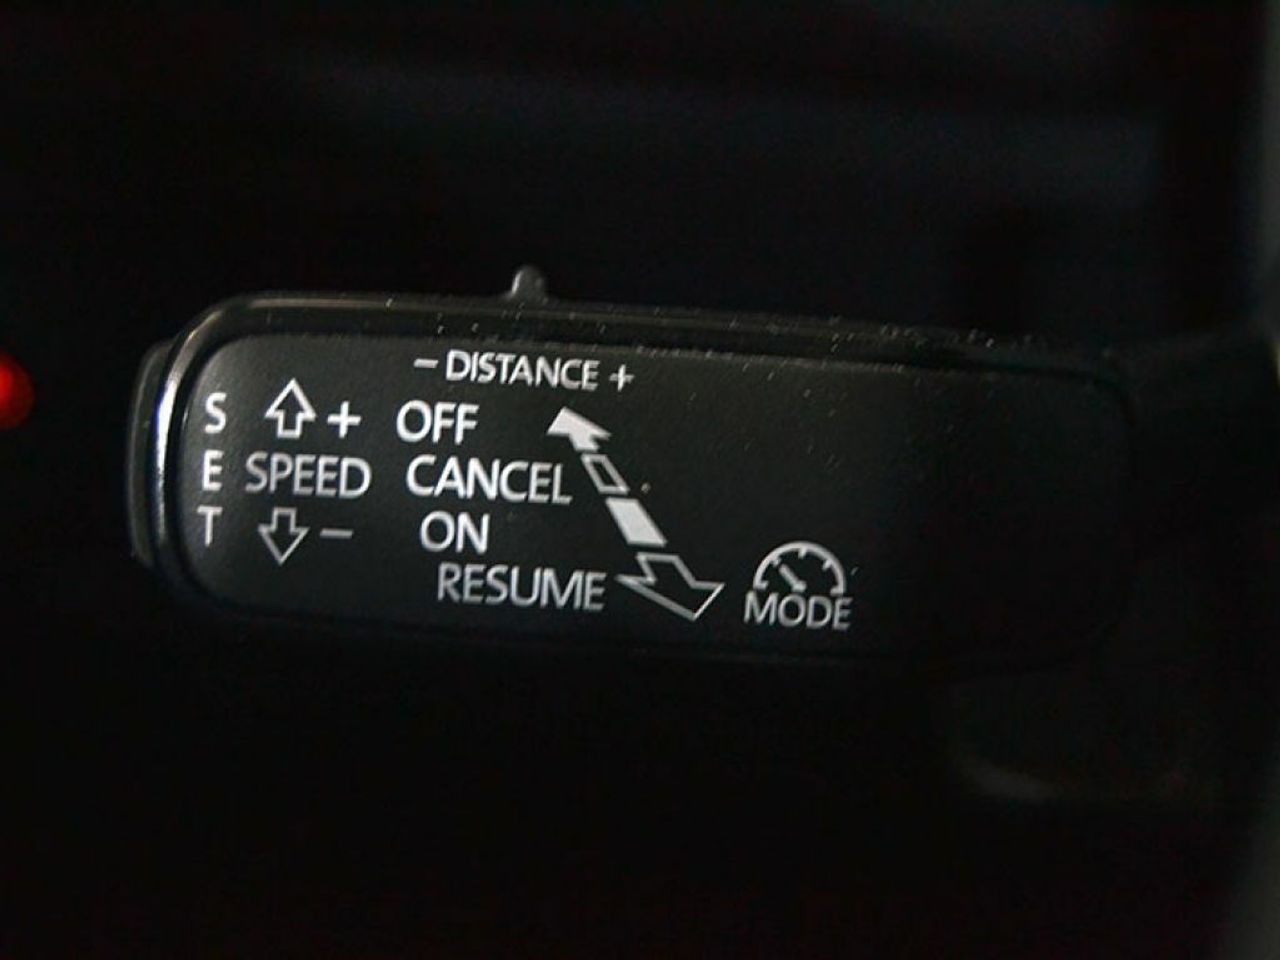 − DISTANCE +
S + OFF
E SPEED CANCEL
T − ON
RESUME
MODE